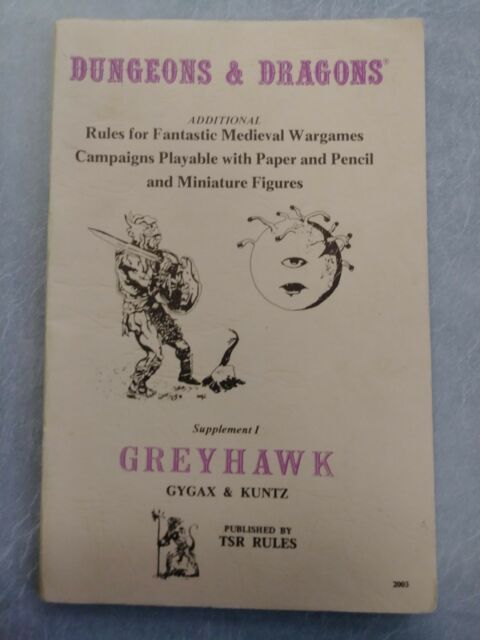 DUNGEONS & DRAGONS®
ADDITIONAL
Rules for Fantastic Medieval Wargames
Campaigns Playable with Paper and Pencil
and Miniature Figures
Supplement I
GREYHAWK
GYGAX & KUNTZ
PUBLISHED BY
TSR RULES
2003